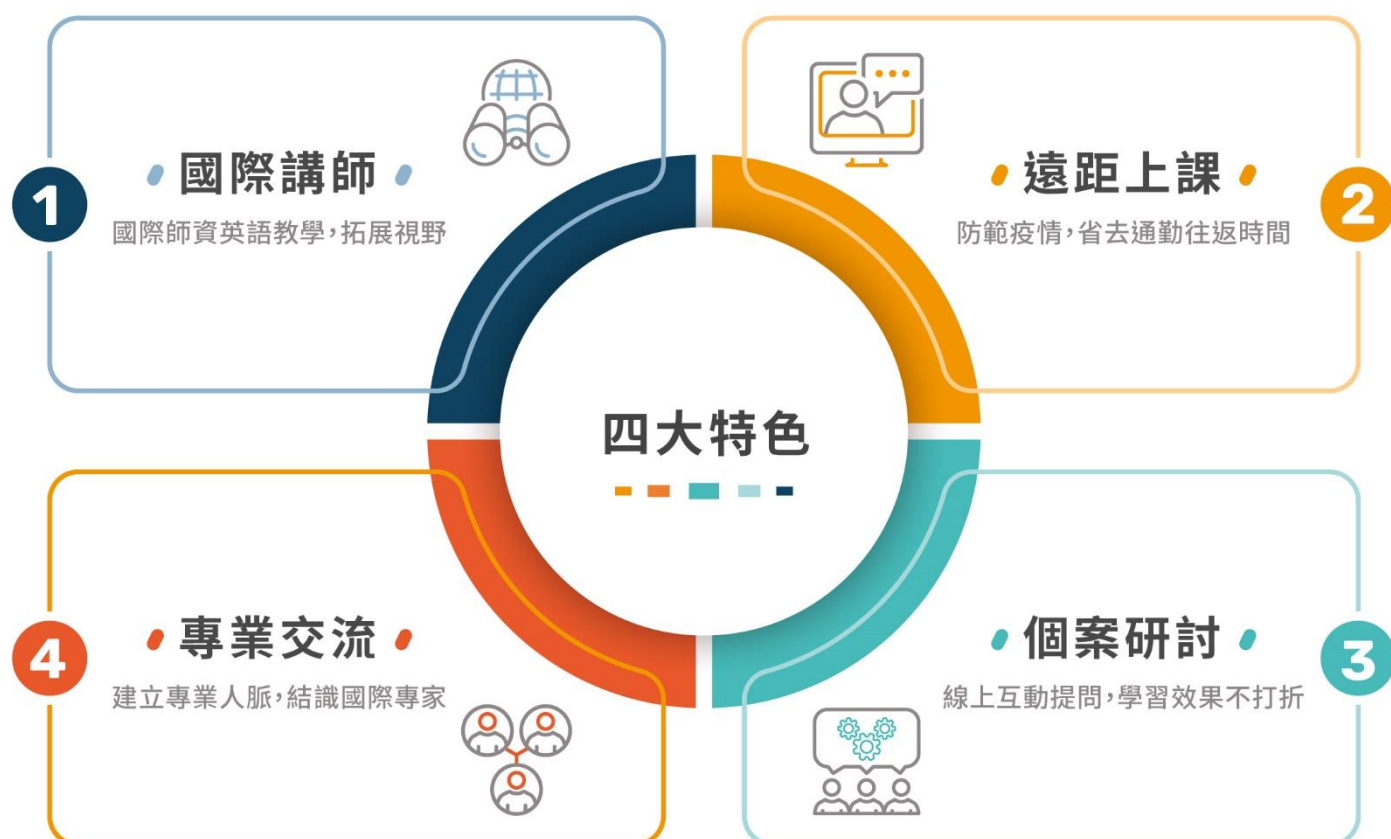 四大特色
1
國際講師
國際師資英語教學,拓展視野
2
遠距上課
防範疫情,省去通勤往返時間
3
個案研討
線上互動提問,學習效果不打折
4
專業交流
建立專業人脈,結識國際專家